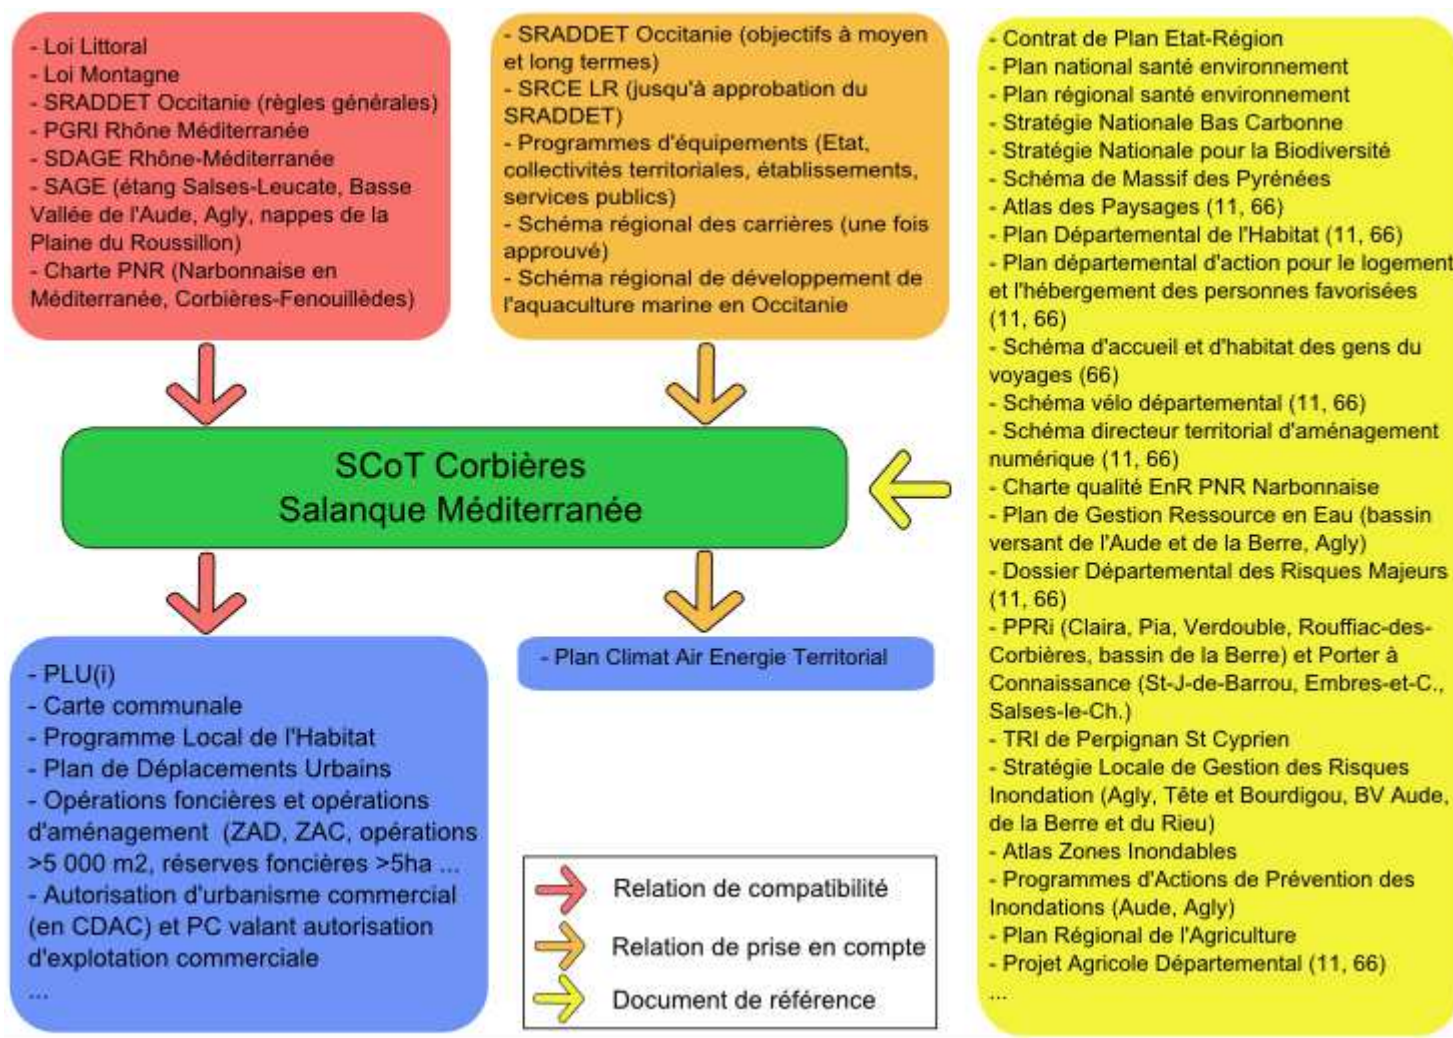 - Loi Littoral
- Loi Montagne
- SRADDET Occitanie (règles générales)
- PGRI Rhône Méditerranée
- SDAGE Rhône-Méditerranée
- SAGE (étang Salses-Leucate, Basse
Vallée de l'Aude, Agly, nappes de la
Plaine du Roussillon)
- Charte PNR (Narbonnaise en
Méditerranée, Corbières-Fenouillèdes)
- SRADDET Occitanie (objectifs à moyen
et long termes)
- SRCE LR (jusqu'à approbation du
SRADDET)
- Programmes d'équipements (Etat,
collectivités territoriales, établissements,
services publics)
- Schéma régional des carrières (une fois
approuvé)
- Schéma régional de développement de
l'aquaculture marine en Occitanie
- Contrat de Plan Etat-Région
- Plan national santé environnement
- Plan régional santé environnement
- Stratégie Nationale Bas Carbonne
- Stratégie Nationale pour la Biodiversité
- Schéma de Massif des Pyrénées
- Atlas des Paysages (11, 66)
- Plan Départemental de l'Habitat (11, 66)
- Plan départemental d'action pour le logement
et l'hébergement des personnes favorisées
(11, 66)
- Schéma d'accueil et d'habitat des gens du
voyages (66)
- Schéma vélo départemental (11, 66)
- Schéma directeur territorial d'aménagement
numérique (11, 66)
- Charte qualité EnR PNR Narbonnaise
- Plan de Gestion Ressource en Eau (bassin
versant de l'Aude et de la Berre, Agly)
- Dossier Départemental des Risques Majeurs
(11, 66)
- PPRi (Claira, Pia, Verdouble, Rouffiac-des-
Corbières, bassin de la Berre) et Porter à
Connaissance (St-J-de-Barrou, Embres-et-C.,
Salses-le-Ch.)
- TRI de Perpignan St Cyprien
- Stratégie Locale de Gestion des Risques
Inondation (Agly, Tête et Bourdigou, BV Aude,
de la Berre et du Rieu)
- Atlas Zones Inondables
- Programmes d'Actions de Prévention des
Inondations (Aude, Agly)
- Plan Régional de l'Agriculture
- Projet Agricole Départemental (11, 66)
...
SCoT Corbières
Salanque Méditerranée
- PLU(i)
- Carte communale
- Programme Local de l'Habitat
- Plan de Déplacements Urbains
- Opérations foncières et opérations
d'aménagement (ZAD, ZAC, opérations
>5 000 m2, réserves foncières >5ha ...
- Autorisation d'urbanisme commercial
(en CDAC) et PC valant autorisation
d'explotation commerciale
...
- Plan Climat Air Energie Territorial
Relation de compatibilité
Relation de prise en compte
Document de référence